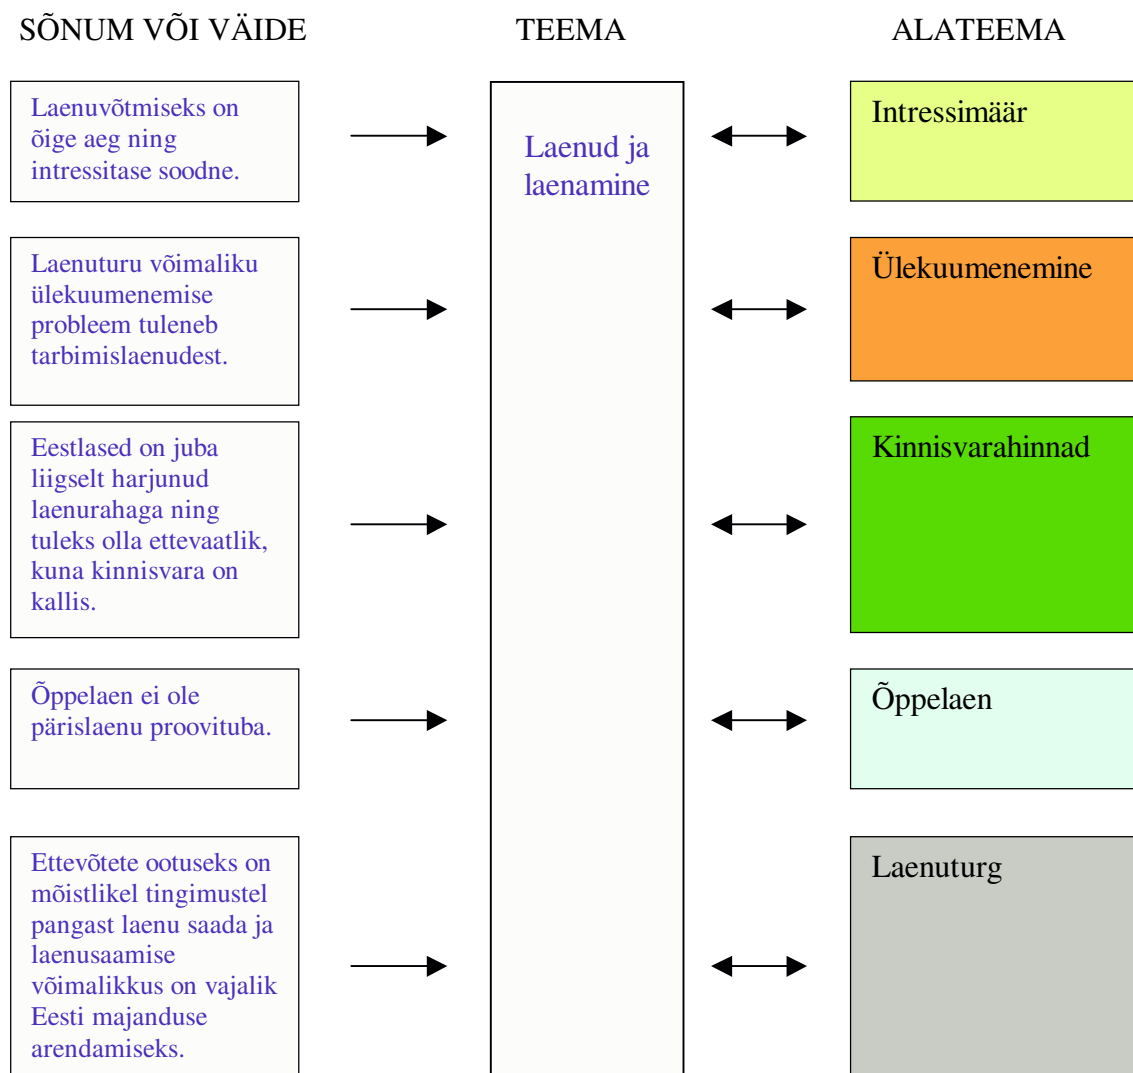 SÕNUM VÕI VÄIDE
TEEMA
ALATEEMA
Laenuvõtmiseks on
õige aeg ning
intressitase soodne.
Laenud ja
laenamine
Intressimäär
Laenuturu võimaliku
ülekuumenemise
probleem tuleneb
tarbimislaenudest.
Ülekuumenemine
Eestlased on juba
liigselt harjunud
laenurahaga ning
tuleks olla ettevaatlik,
kuna kinnisvara on
kallis.
Kinnisvarahinnad
Õppelaen ei ole
pärislaenu proovituba.
Õppelaen
Ettevõtete ootuseks on
mõistlikel tingimustel
pangast laenu saada ja
laenusaamise
võimalikkus on vajalik
Eesti majanduse
arendamiseks.
Laenuturg